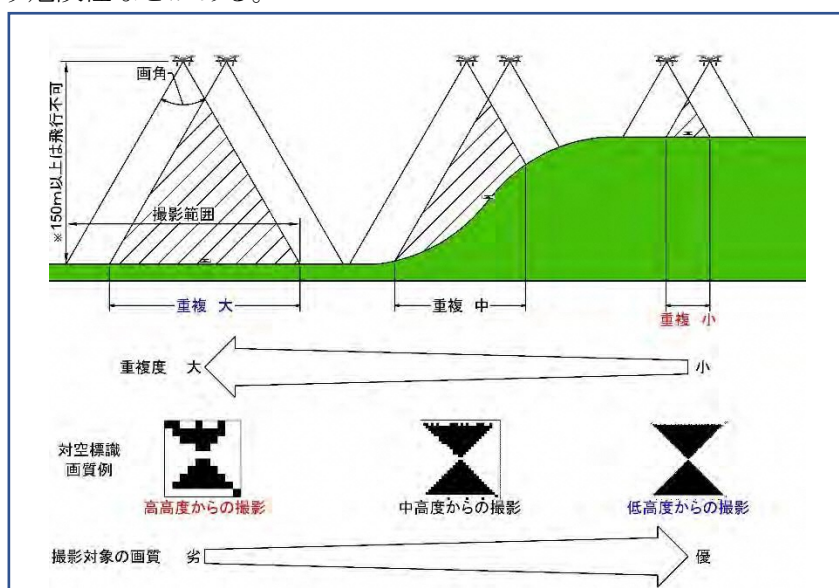 画角
※150m以上は飛行不可
撮影範囲
重複 大
重複 中
重複 小
重複度 大
小
対空標識
画質例
高高度からの撮影
中高度からの撮影
低高度からの撮影
撮影対象の画質 劣
優